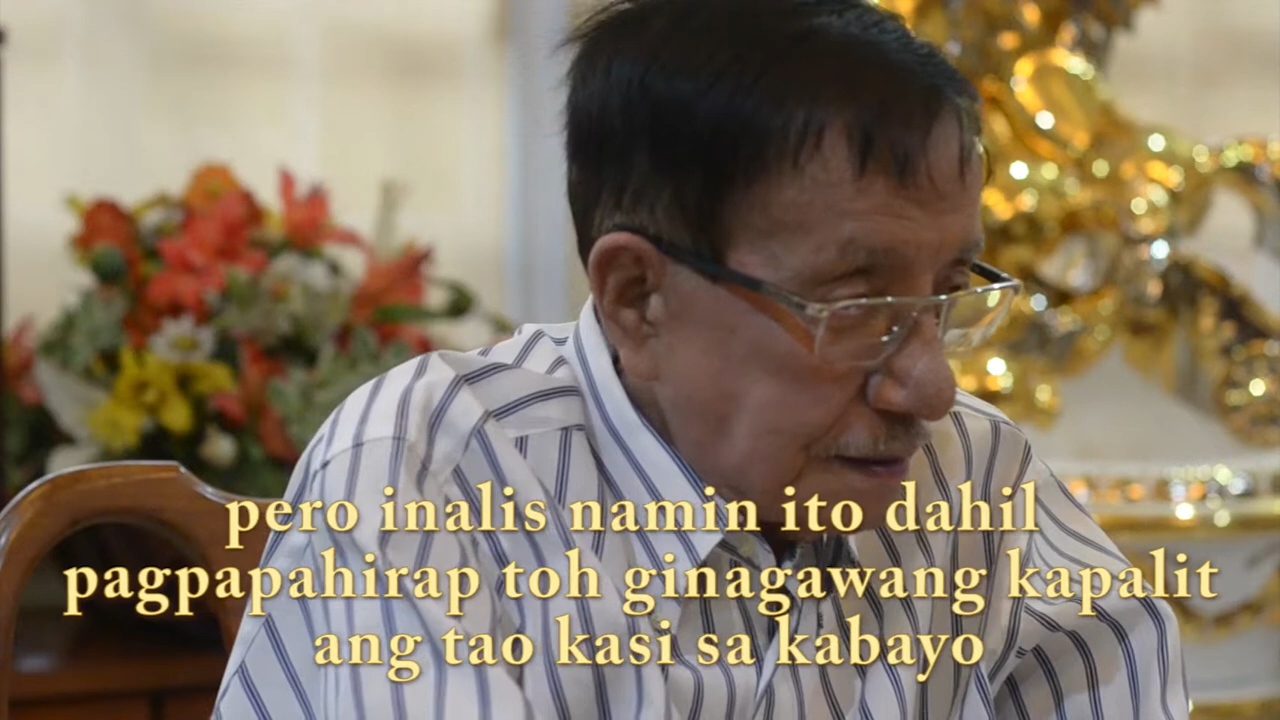 pero inalis namin ito dahil
pagpapahirap toh ginagawang kapalit
ang tao kasi sa kabayo